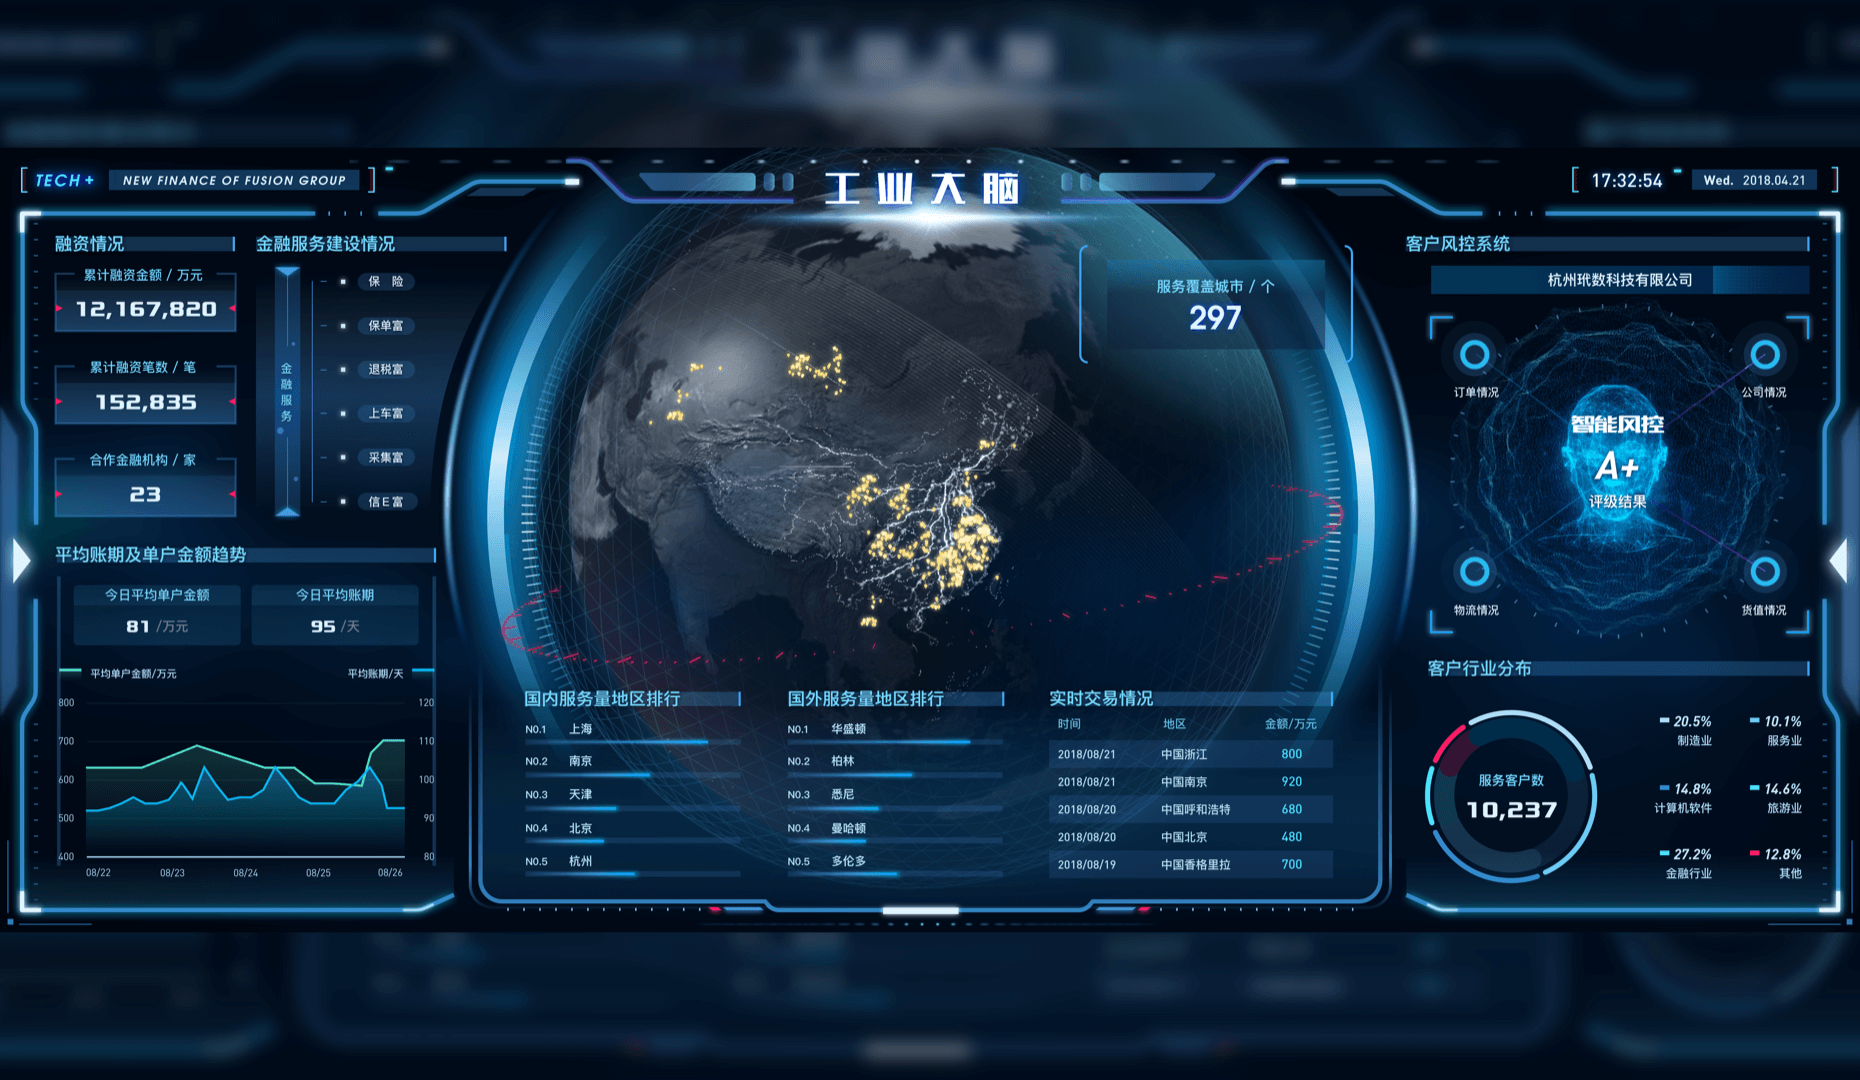 TECH +
NEW FINANCE OF FUSION GROUP
工业大脑
17:32:54
Wed. 2018.04.21
融资情况
累计融资金额 / 万元
12,167,820
累计融资笔数 / 笔
152,835
合作金融机构 / 家
23
金融服务建设情况
金融服务
保 险
保单富
退税富
上车富
采集富
信E富
平均账期及单户金额趋势
今日平均单户金额
81 /万元
今日平均账期
95 /天
平均单户金额/万元
平均账期/天
800
700
600
500
400
120
110
100
90
80
08/22
08/23
08/24
08/25
08/26
服务覆盖城市 / 个
297
国内服务量地区排行
NO.1 上海
NO.2 南京
NO.3 天津
NO.4 北京
NO.5 杭州
国外服务量地区排行
NO.1 华盛顿
NO.2 柏林
NO.3 悉尼
NO.4 曼哈顿
NO.5 多伦多
实时交易情况
时间 地区 金额/万元
2018/08/21 中国浙江 800
2018/08/21 中国南京 920
2018/08/20 中国呼和浩特 680
2018/08/20 中国北京 480
2018/08/19 中国香格里拉 700
客户风控系统
杭州玳数科技有限公司
订单情况
公司情况
智能风控
A+
评级结果
物流情况
货值情况
客户行业分布
服务客户数
10,237
20.5%
制造业
10.1%
服务业
14.8%
计算机软件
14.6%
旅游业
27.2%
金融行业
12.8%
其他